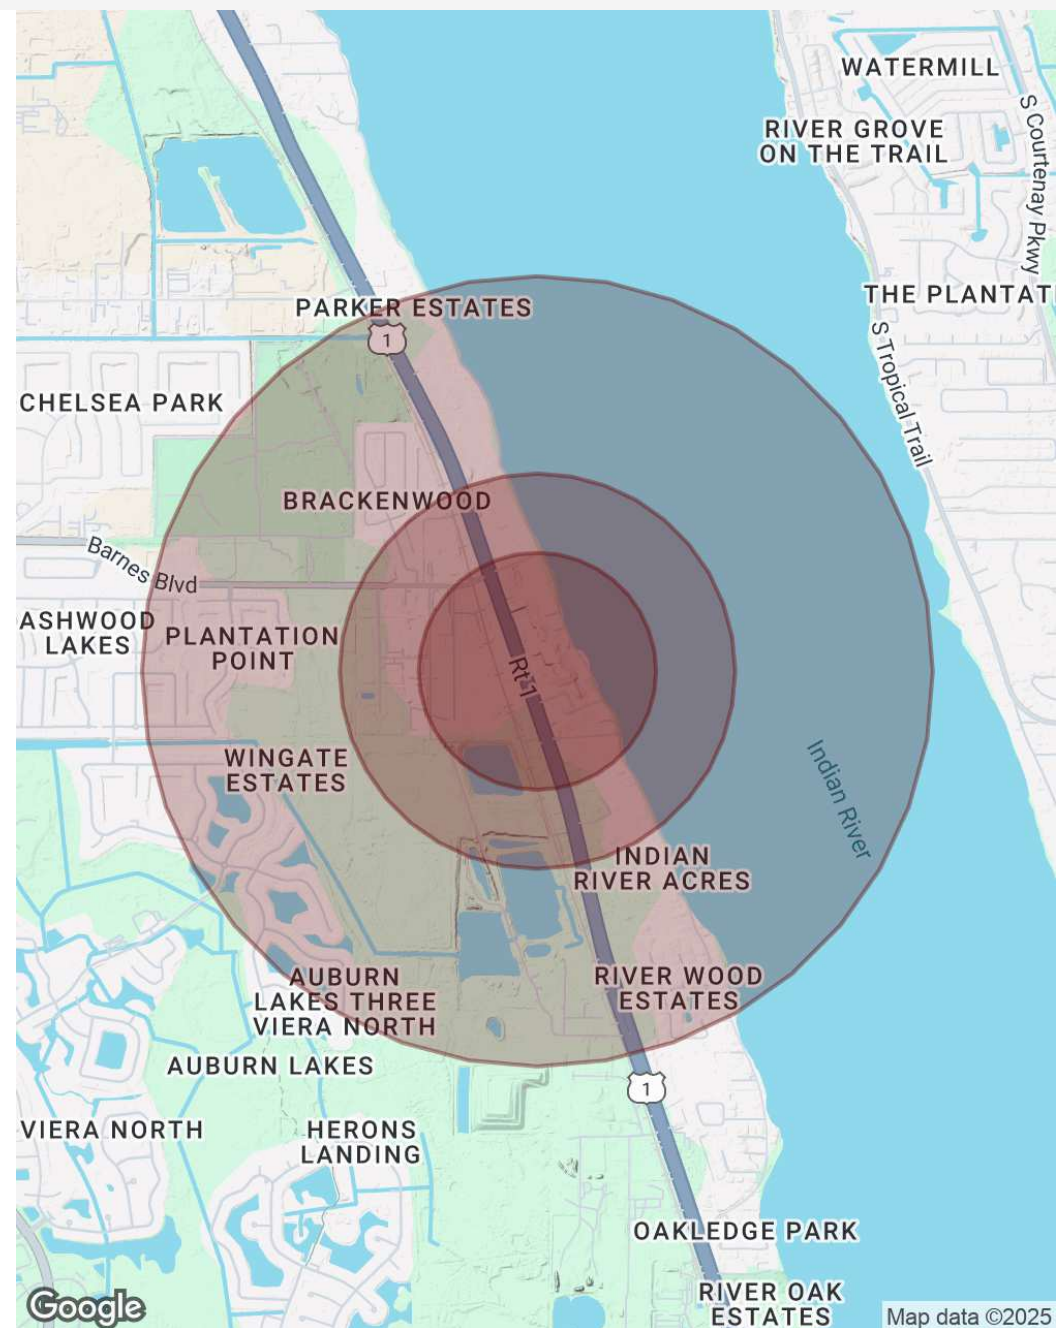 WATERMILL
S Courtenay Pkwy
RIVER GROVE
ON THE TRAIL
THE PLANTATI
PARKER ESTATES
1
S Tropical Trail
CHELSEA PARK
BRACKENWOOD
Barnes Blvd
ASHWOOD
LAKES
PLANTATION
POINT
Rt 1
WINGATE
ESTATES
Indian River
INDIAN
RIVER ACRES
AUBURN
LAKES THREE
VIERA NORTH
RIVER WOOD
ESTATES
AUBURN LAKES
1
VIERA NORTH
HERONS
LANDING
OAKLEDGE PARK
RIVER OAK
ESTATES
Google
Map data ©2025